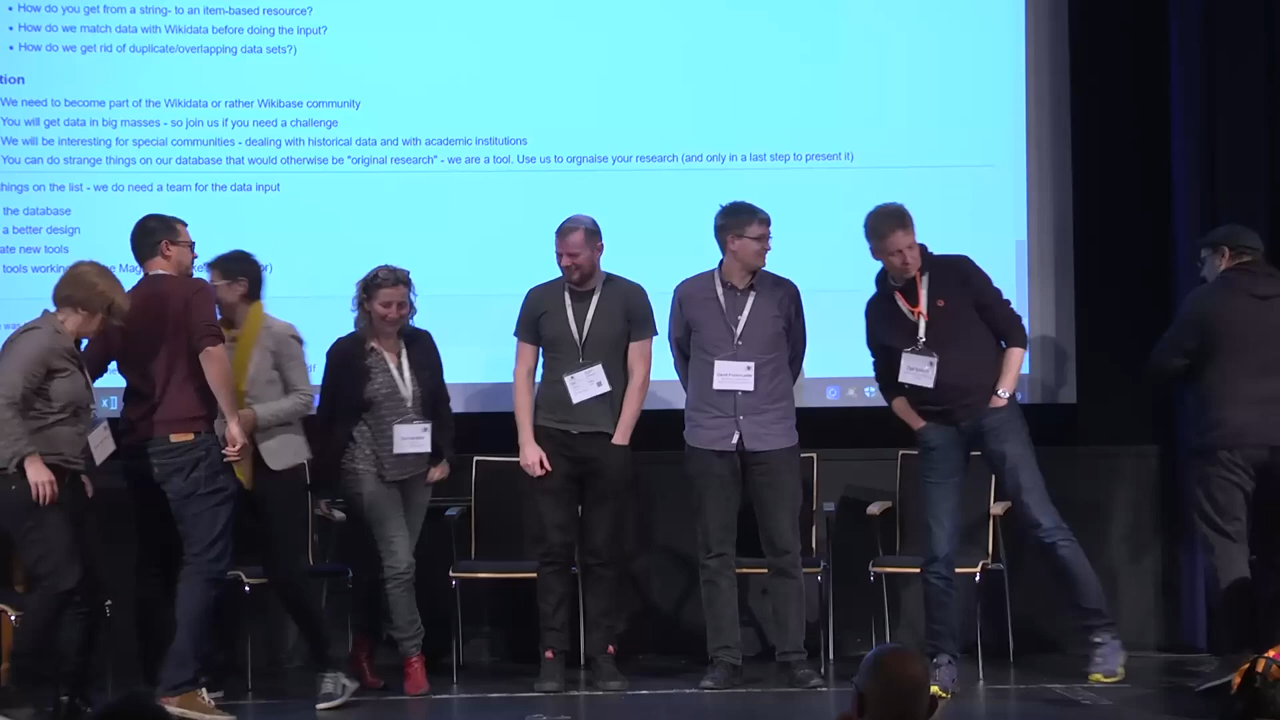 • How do you get from a string- to an item-based resource?
• How do we match data with Wikidata before doing the input?
• How do we get rid of duplicate/overlapping data sets?)
tion
We need to become part of the Wikidata or rather Wikibase community
You will get data in big masses - so join us if you need a challenge
We will be interesting for special communities - dealing with historical data and with academic institutions
You can do strange things on our database that would otherwise be "original research" - we are a tool. Use us to orgnaise your research (and only in a last step to present it)
hings on the list - we do need a team for the data input
the database
a better design
ate new tools
tools working